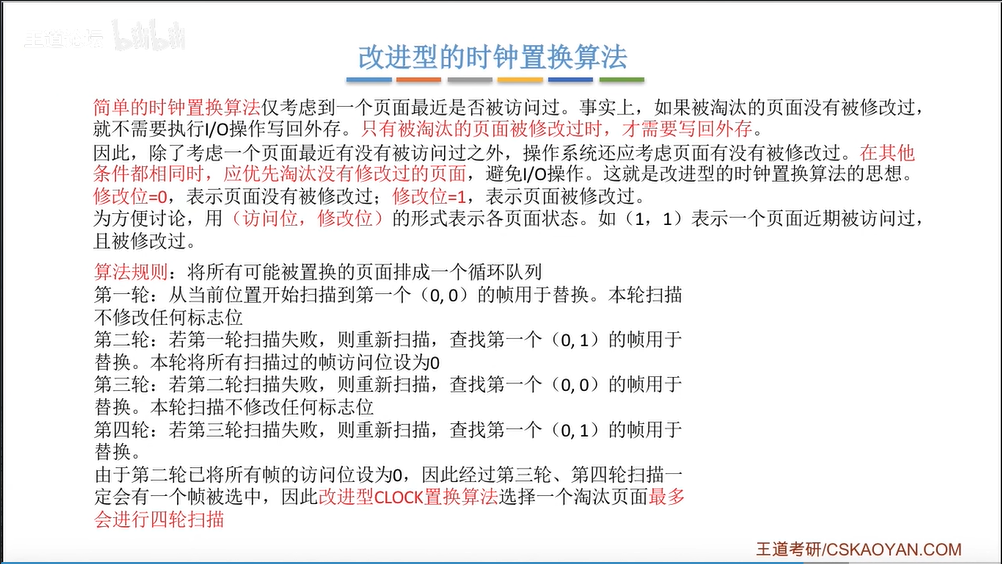 王道考研 bilibili
改进型的时钟置换算法
简单的时钟置换算法仅考虑到一个页面最近是否被访问过。事实上，如果被淘汰的页面没有被修改过，
就不需要执行I/O操作写回外存。只有被淘汰的页面被修改过时，才需要写回外存。
因此，除了考虑一个页面最近有没有被访问过之外，操作系统还应考虑页面有没有被修改过。在其他
条件都相同时，应优先淘汰没有修改过的页面，避免I/O操作。这就是改进型的时钟置换算法的思想。
修改位=0，表示页面没有被修改过；修改位=1，表示页面被修改过。
为方便讨论，用（访问位，修改位）的形式表示各页面状态。如（1，1）表示一个页面近期被访问过，
且被修改过。
算法规则：将所有可能被置换的页面排成一个循环队列
第一轮：从当前位置开始扫描到第一个（0, 0）的帧用于替换。本轮扫描
不修改任何标志位
第二轮：若第一轮扫描失败，则重新扫描，查找第一个（0, 1）的帧用于
替换。本轮将所有扫描过的帧访问位设为0
第三轮：若第二轮扫描失败，则重新扫描，查找第一个（0, 0）的帧用于
替换。本轮扫描不修改任何标志位
第四轮：若第三轮扫描失败，则重新扫描，查找第一个（0, 1）的帧用于
替换。
由于第二轮已将所有帧的访问位设为0，因此经过第三轮、第四轮扫描一
定会有一个帧被选中，因此改进型CLOCK置换算法选择一个淘汰页面最多
会进行四轮扫描
王道考研/CSKAOYAN.COM